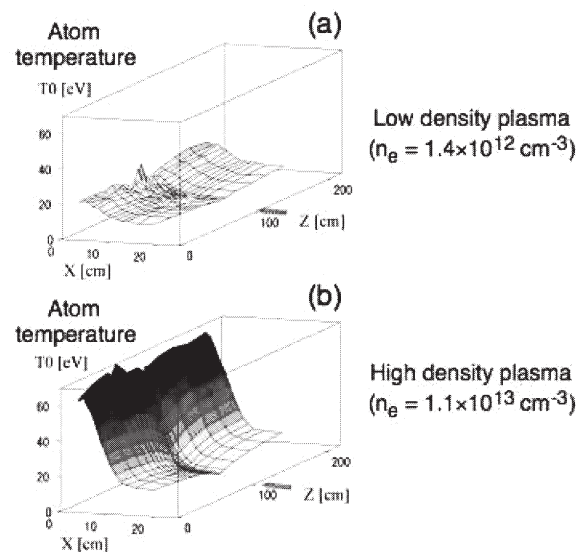 (a)
Atom
temperature
T0 [eV]
60
40
20
0
0
10
20
X [cm]
0
100
200
Z [cm]
Low density plasma
(nₑ = 1.4×10¹² cm⁻³)
(b)
Atom
temperature
T0 [eV]
60
40
20
0
0
10
20
X [cm]
0
100
200
Z [cm]
High density plasma
(nₑ = 1.1×10¹³ cm⁻³)